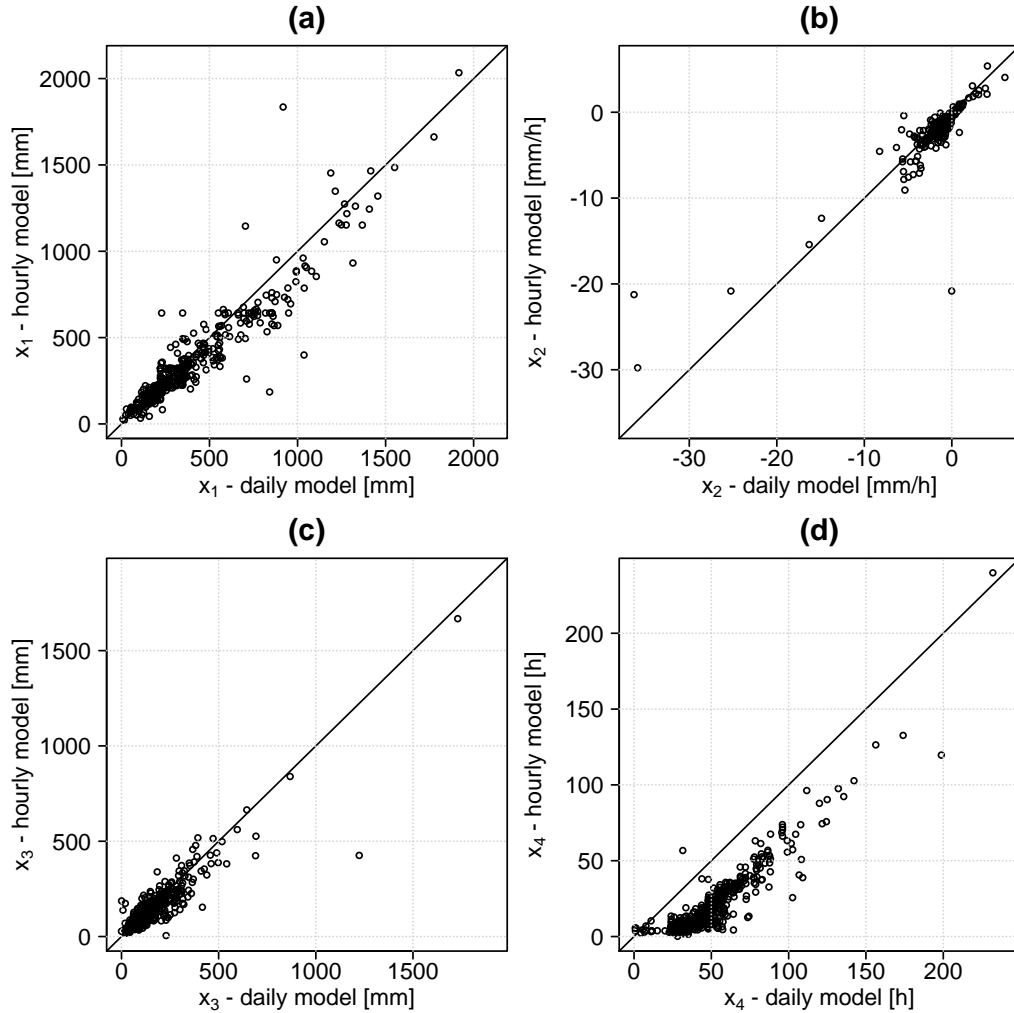 (a)
2000
1500
1000
500
0
x₁ - hourly model [mm]
0 500 1000 1500 2000
x₁ - daily model [mm]
(b)
0
-10
-20
-30
x₂ - hourly model [mm/h]
-30 -20 -10 0
x₂ - daily model [mm/h]
(c)
1500
1000
500
0
x₃ - hourly model [mm]
0 500 1000 1500
x₃ - daily model [mm]
(d)
200
150
100
50
0
x₄ - hourly model [h]
0 50 100 150 200
x₄ - daily model [h]